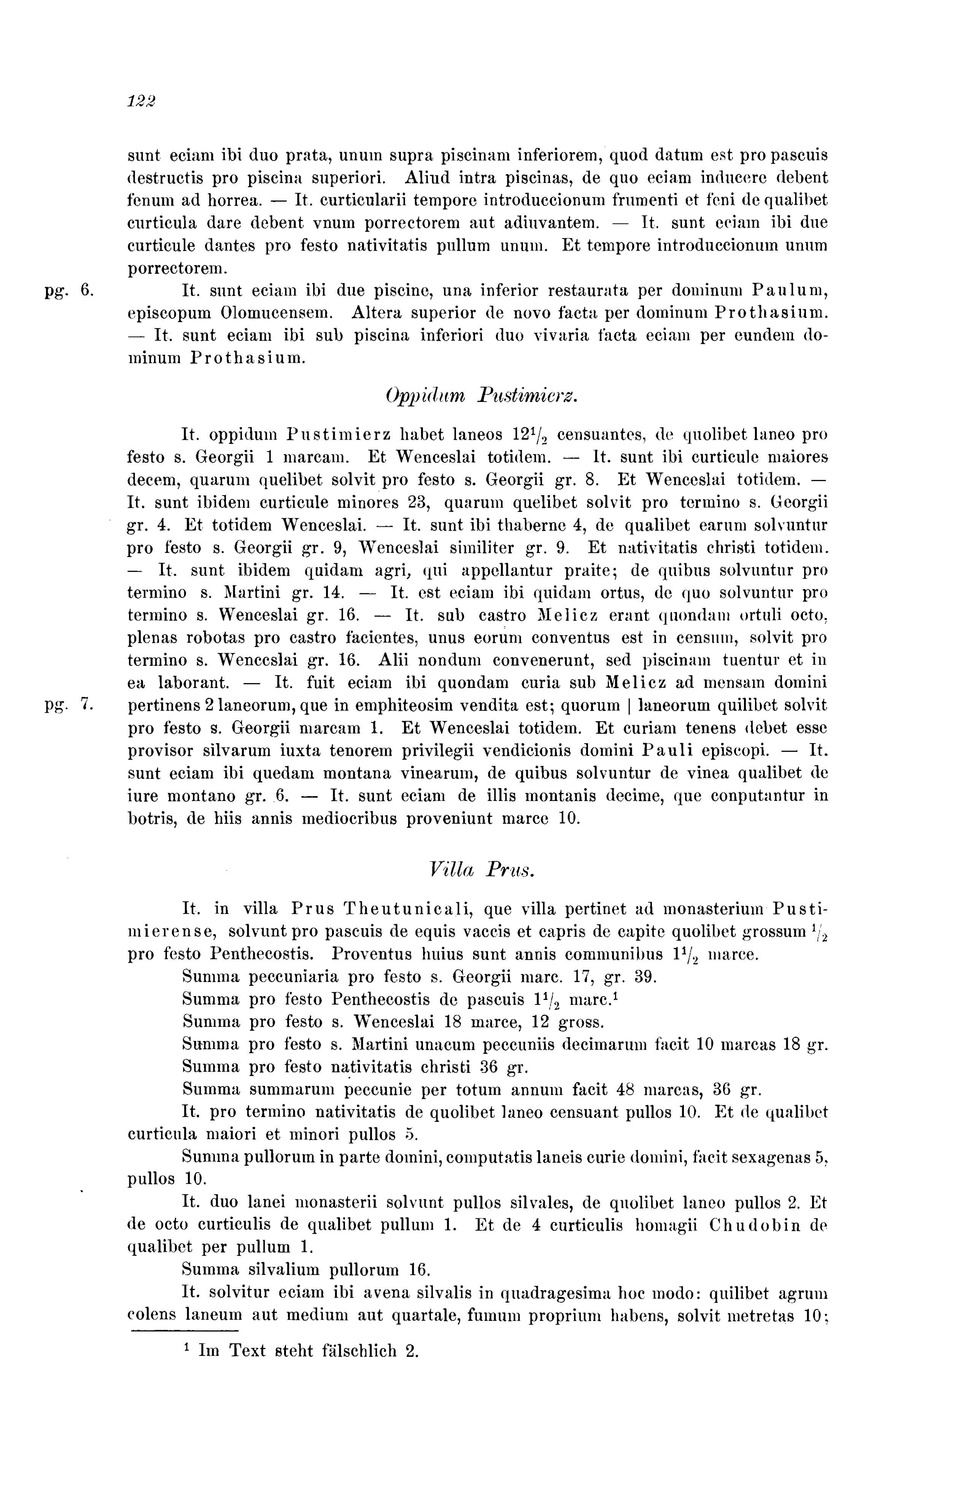 122
sunt eciam ibi duo prata, unum supra piscinam inferiorem, quod datum est pro pascuis
destructis pro piscina superiori. Aliud intra piscinas, de quo eciam inducere debent
fenum ad horrea. — It. curticularii tempore introduccionum frumenti et feni de qualibet
curticula dare debent vnum porrectorem aut adiuvantem. — It. sunt eciam ibi due
curticule dantes pro festo nativitatis pullum unum. Et tempore introduccionum unum
porrectorem.
pg. 6. It. sunt eciam ibi due piscine, una inferior restaurata per dominum Paulum,
episcopum Olomucensem. Altera superior de novo facta per dominum Prothasium.
— It. sunt eciam ibi sub piscina inferiori duo vivaria facta eciam per eundem do-
minum Prothasium.
Oppidum Pustimierz.
It. oppidum Pustimierz habet laneos 12½ censuantes, de quolibet laneo pro
festo s. Georgii 1 marcam. Et Wenceslai totidem. — It. sunt ibi curticule maiores
decem, quarum quelibet solvit pro festo s. Georgii gr. 8. Et Wenceslai totidem. —
It. sunt ibidem curticule minores 23, quarum quelibet solvit pro termino s. Georgii
gr. 4. Et totidem Wenceslai. — It. sunt ibi thaberne 4, de qualibet earum solvuntur
pro festo s. Georgii gr. 9, Wenceslai similiter gr. 9. Et nativitatis christi totidem.
— It. sunt ibidem quidam agri, qui appellantur praite; de quibus solvuntur pro
termino s. Martini gr. 14. — It. est eciam ibi quidam ortus, de quo solvuntur pro
termino s. Wenceslai gr. 16. — It. sub castro Melicz erant quondam ortuli octo,
plenas robotas pro castro facientes, unus eorum conventus est in censum, solvit pro
termino s. Wenceslai gr. 16. Alii nondum convenerunt, sed piscinam tuentur et in
ea laborant. — It. fuit eciam ibi quondam curia sub Melicz ad mensam domini
pg. 7. pertinens 2 laneorum, que in emphiteosim vendita est; quorum | laneorum quilibet solvit
pro festo s. Georgii marcam 1. Et Wenceslai totidem. Et curiam tenens debet esse
provisor silvarum iuxta tenorem privilegii vendicionis domini Pauli episcopi. — It.
sunt eciam ibi quedam montana vinearum, de quibus solvuntur de vinea qualibet de
iure montano gr. 6. — It. sunt eciam de illis montanis decime, que conputantur in
botris, de hiis annis mediocribus proveniunt marce 10.
Villa Prus.
It. in villa Prus Theutunicali, que villa pertinet ad monasterium Pusti-
mierense, solvunt pro pascuis de equis vaccis et capris de capite quolibet grossum ½
pro festo Penthecostis. Proventus huius sunt annis communibus 1½ marce.
Summa peccuniaria pro festo s. Georgii marc. 17, gr. 39.
Summa pro festo Penthecostis de pascuis 1½ marc.¹
Summa pro festo s. Wenceslai 18 marce, 12 gross.
Summa pro festo s. Martini unacum peccuniis decimarum facit 10 marcas 18 gr.
Summa pro festo nativitatis christi 36 gr.
Summa summarum peccunie per totum annum facit 48 marcas, 36 gr.
It. pro termino nativitatis de quolibet laneo censuant pullos 10. Et de qualibet
curticula maiori et minori pullos 5.
Summa pullorum in parte domini, computatis laneis curie domini, facit sexagenas 5,
pullos 10.
It. duo lanei monasterii solvunt pullos silvales, de quolibet laneo pullos 2. Et
de octo curticulis de qualibet pullum 1. Et de 4 curticulis homagii Chudobin de
qualibet per pullum 1.
Summa silvalium pullorum 16.
It. solvitur eciam ibi avena silvalis in quadragesima hoc modo: quilibet agrum
colens laneum aut medium aut quartale, fumum proprium habens, solvit metretas 10;
¹ Im Text steht fälschlich 2.